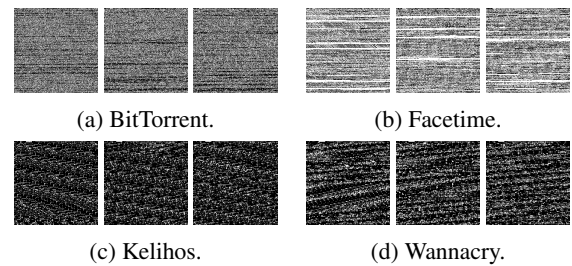 (a) BitTorrent.
(b) Facetime.
(c) Kelihos.
(d) Wannacry.